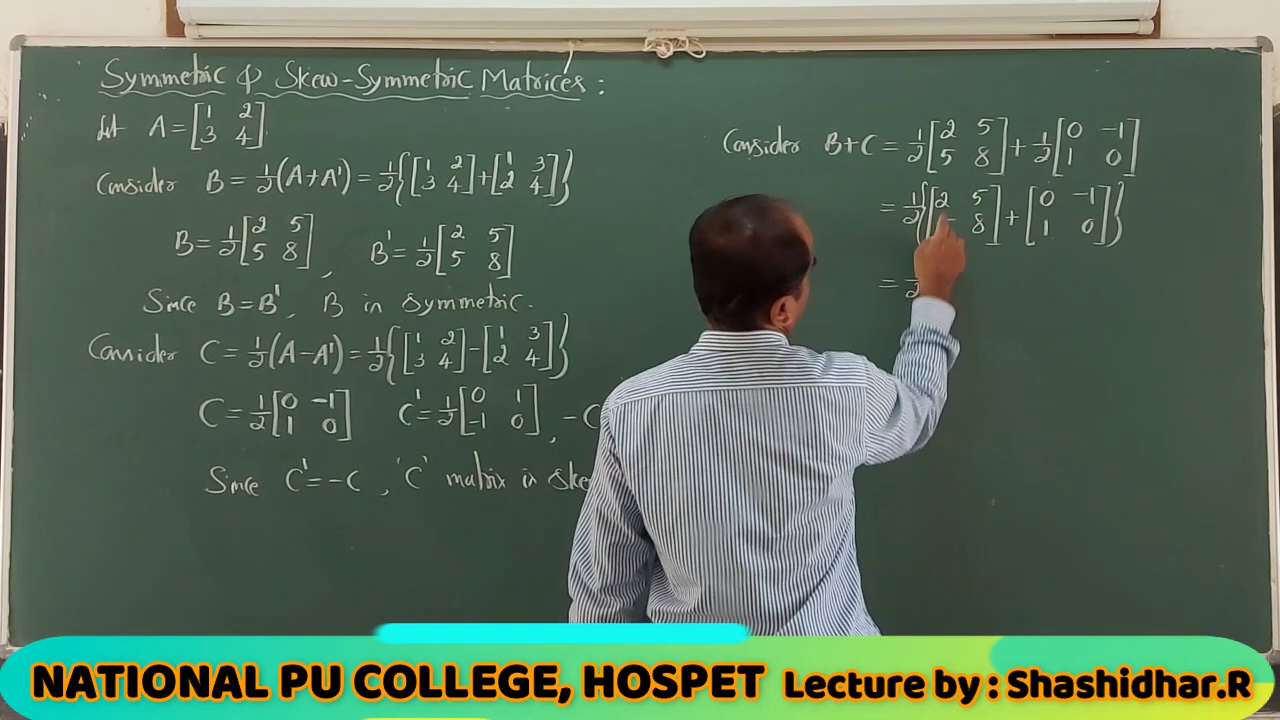 Symmetric & Skew-Symmetric Matrices :
Let A = [1 2; 3 4]
Consider B = 1/2 (A+A') = 1/2 { [1 2; 3 4] + [1 3; 2 4] }
B = 1/2 [2 5; 5 8] , B' = 1/2 [2 5; 5 8]
Since B = B' , B is symmetric.
Consider C = 1/2 (A-A') = 1/2 { [1 2; 3 4] - [1 3; 2 4] }
C = 1/2 [0 -1; 1 0] C' = 1/2 [0 1; -1 0] , -C
Since C' = -C , 'C' matrix is ske
Consider B+C = 1/2 [2 5; 5 8] + 1/2 [0 -1; 1 0]
= 1/2 { [2 5; 8] + [0 -1; 1 0] }
= 1/2
NATIONAL PU COLLEGE, HOSPET Lecture by : Shashidhar.R